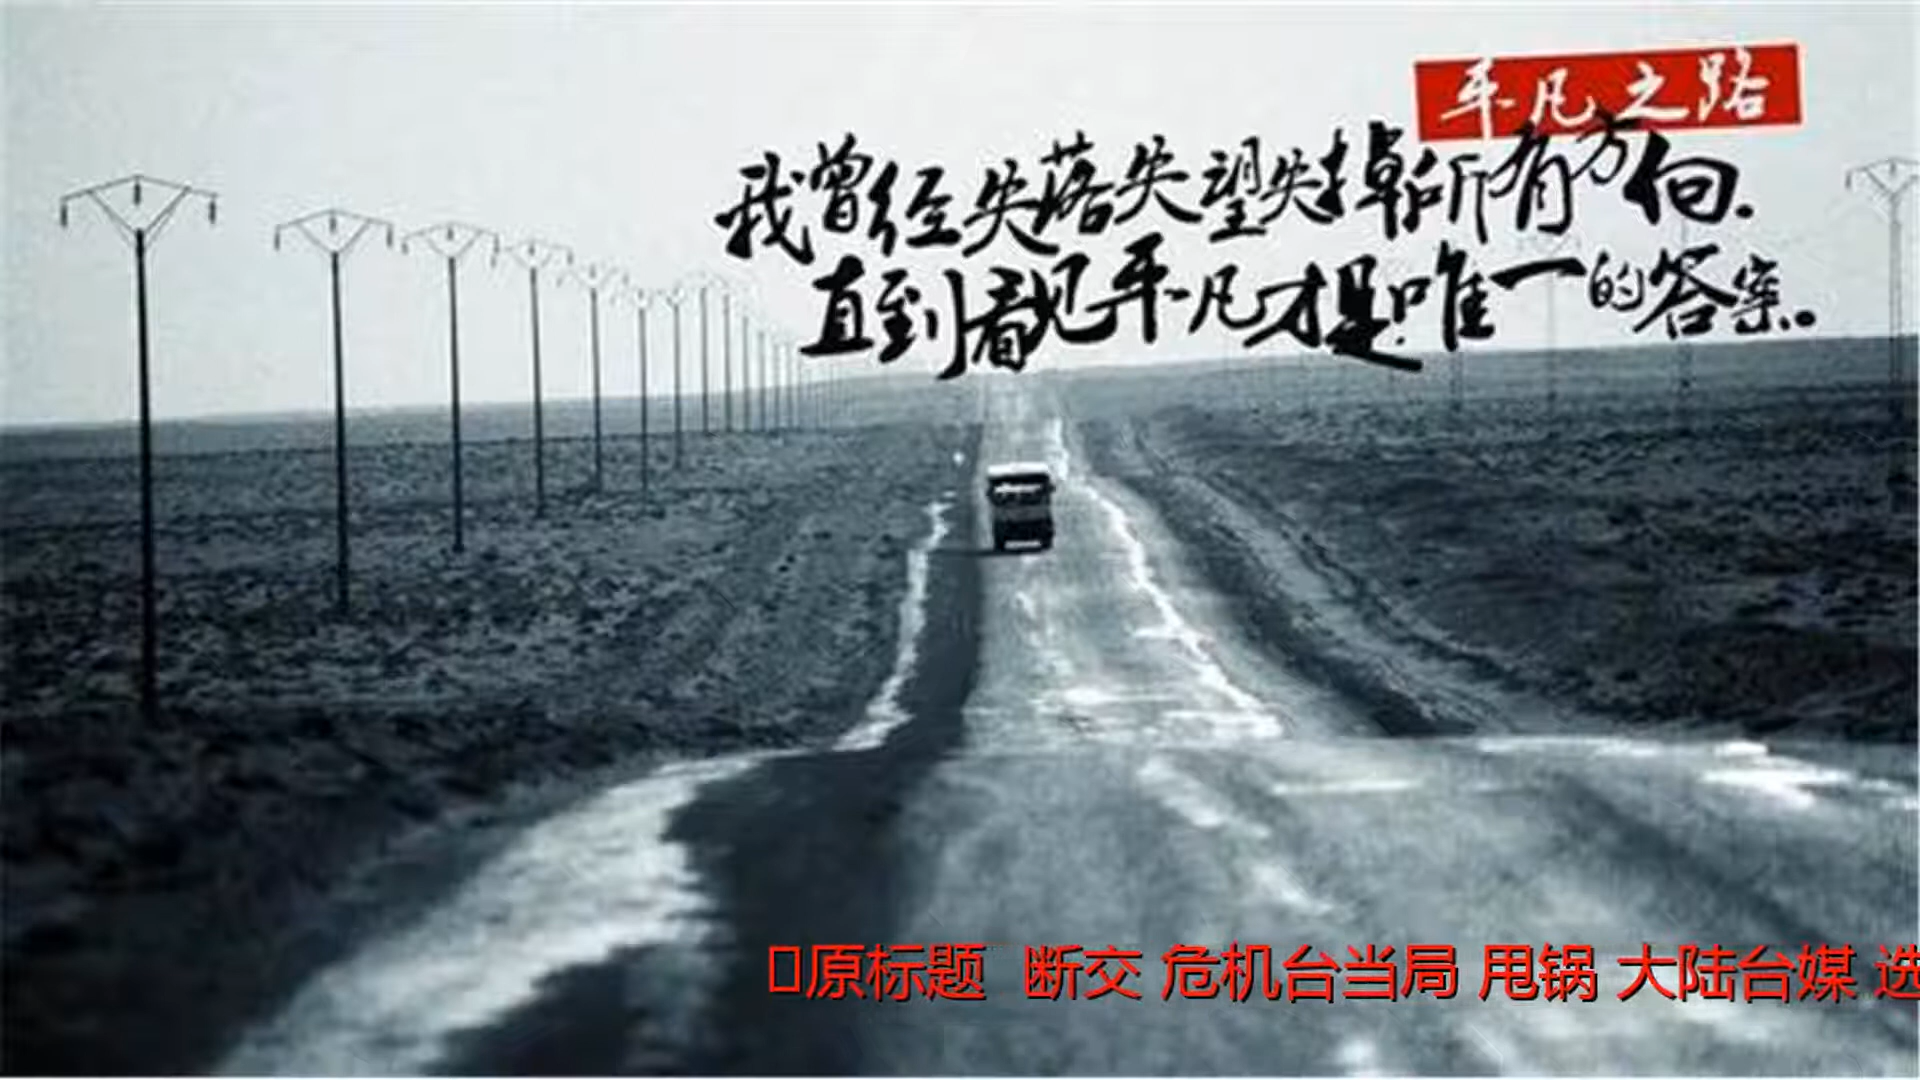 平凡之路
我曾经失落失望失掉所有方向.
直到看见平凡才是唯一的答案。
原标题 断交 危机台当局 甩锅 大陆台媒 选